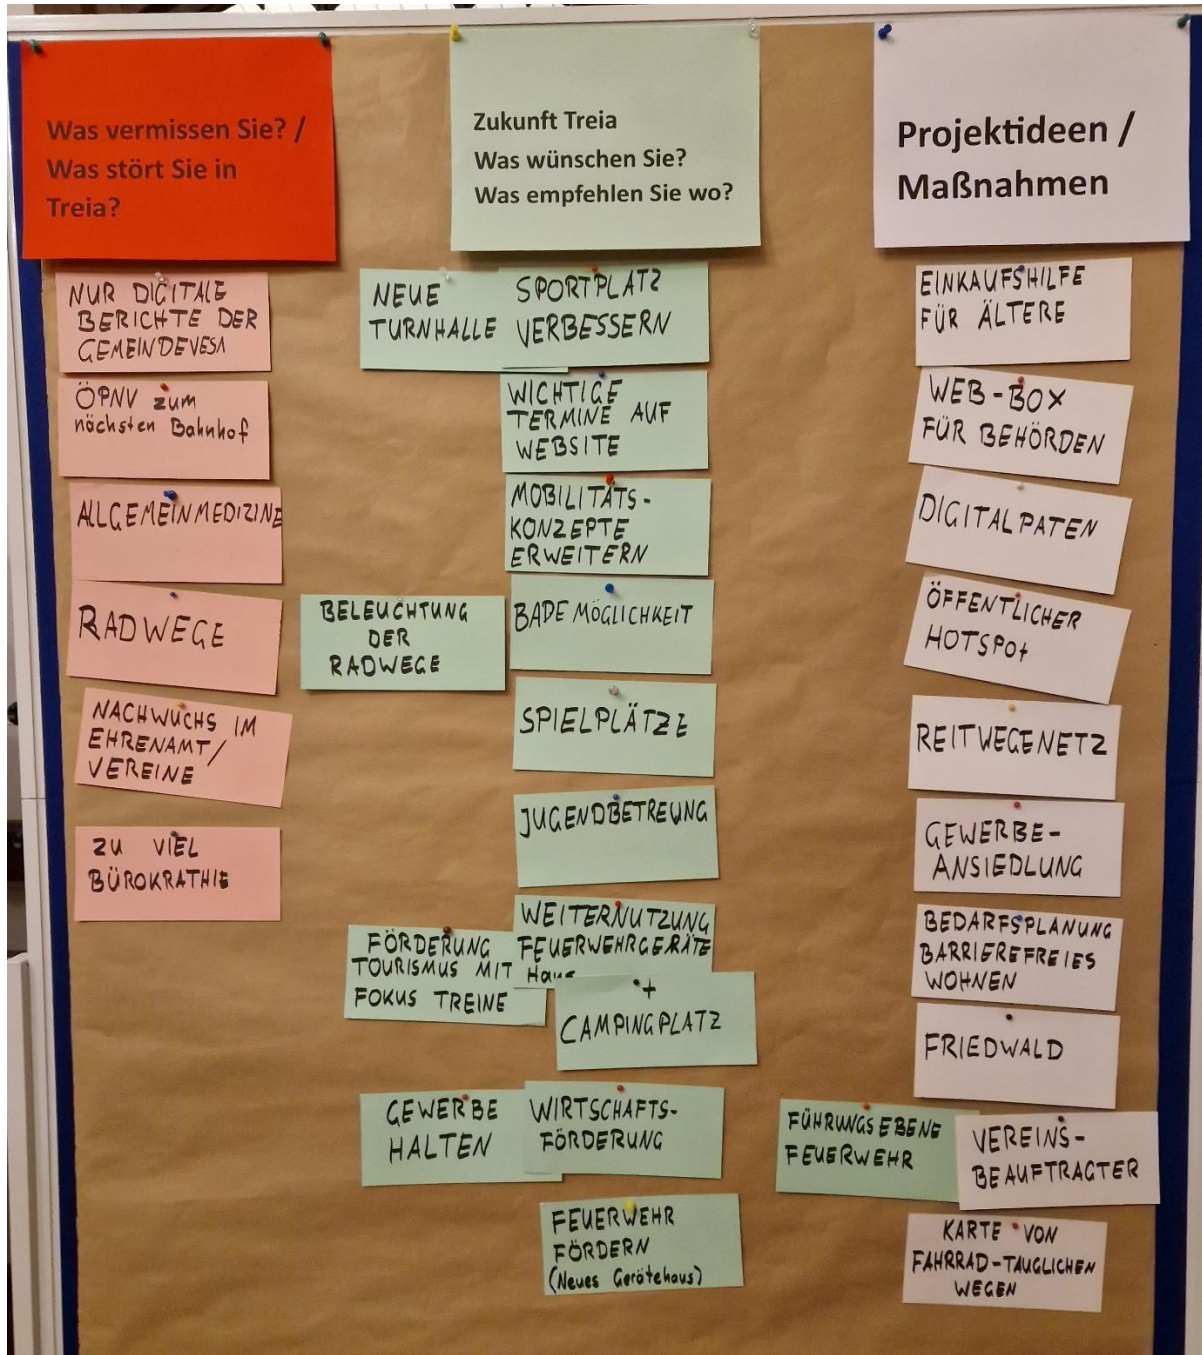 Was vermissen Sie? /
Was stört Sie in
Treia?
NUR DIGITALE
BERICHTE DER
GEMEINDEVESA
ÖPNV zum
nächsten Bahnhof
ALLGEMEINMEDIZINE
RADWEGE
NACHWUCHS IM
EHRENAMT/
VEREINE
ZU VIEL
BÜROKRATHIE
Zukunft Treia
Was wünschen Sie?
Was empfehlen Sie wo?
NEUE
TURNHALLE
SPORTPLATZ
VERBESSERN
WICHTIGE
TERMINE AUF
WEBSITE
MOBILITÄTS-
KONZEPTE
ERWEITERN
BELEUCHTUNG
DER
RADWEGE
BADEMÖGLICHKEIT
SPIELPLÄTZE
JUGENDBETREUNG
WEITERNUTZUNG
FEUERWEHRGERÄTE
Haus
FÖRDERUNG
TOURISMUS MIT
FOKUS TREINE
+
CAMPINGPLATZ
GEWERBE
HALTEN
WIRTSCHAFTS-
FÖRDERUNG
FEUERWEHR
FÖRDERN
(Neues Gerätehaus)
Projektideen /
Maßnahmen
EINKAUFSHILFE
FÜR ÄLTERE
WEB-BOX
FÜR BEHÖRDEN
DIGITALPATEN
ÖFFENTLICHER
HOTSPOt
REITWEGENETZ
GEWERBE-
ANSIEDLUNG
BEDARFSPLANUNG
BARRIEREFREIES
WOHNEN
FRIEDWALD
FÜHRUNGSEBENE
FEUERWEHR
VEREINS-
BEAUFTRAGTER
KARTE VON
FAHRRAD-TAUGLICHEN
WEGEN